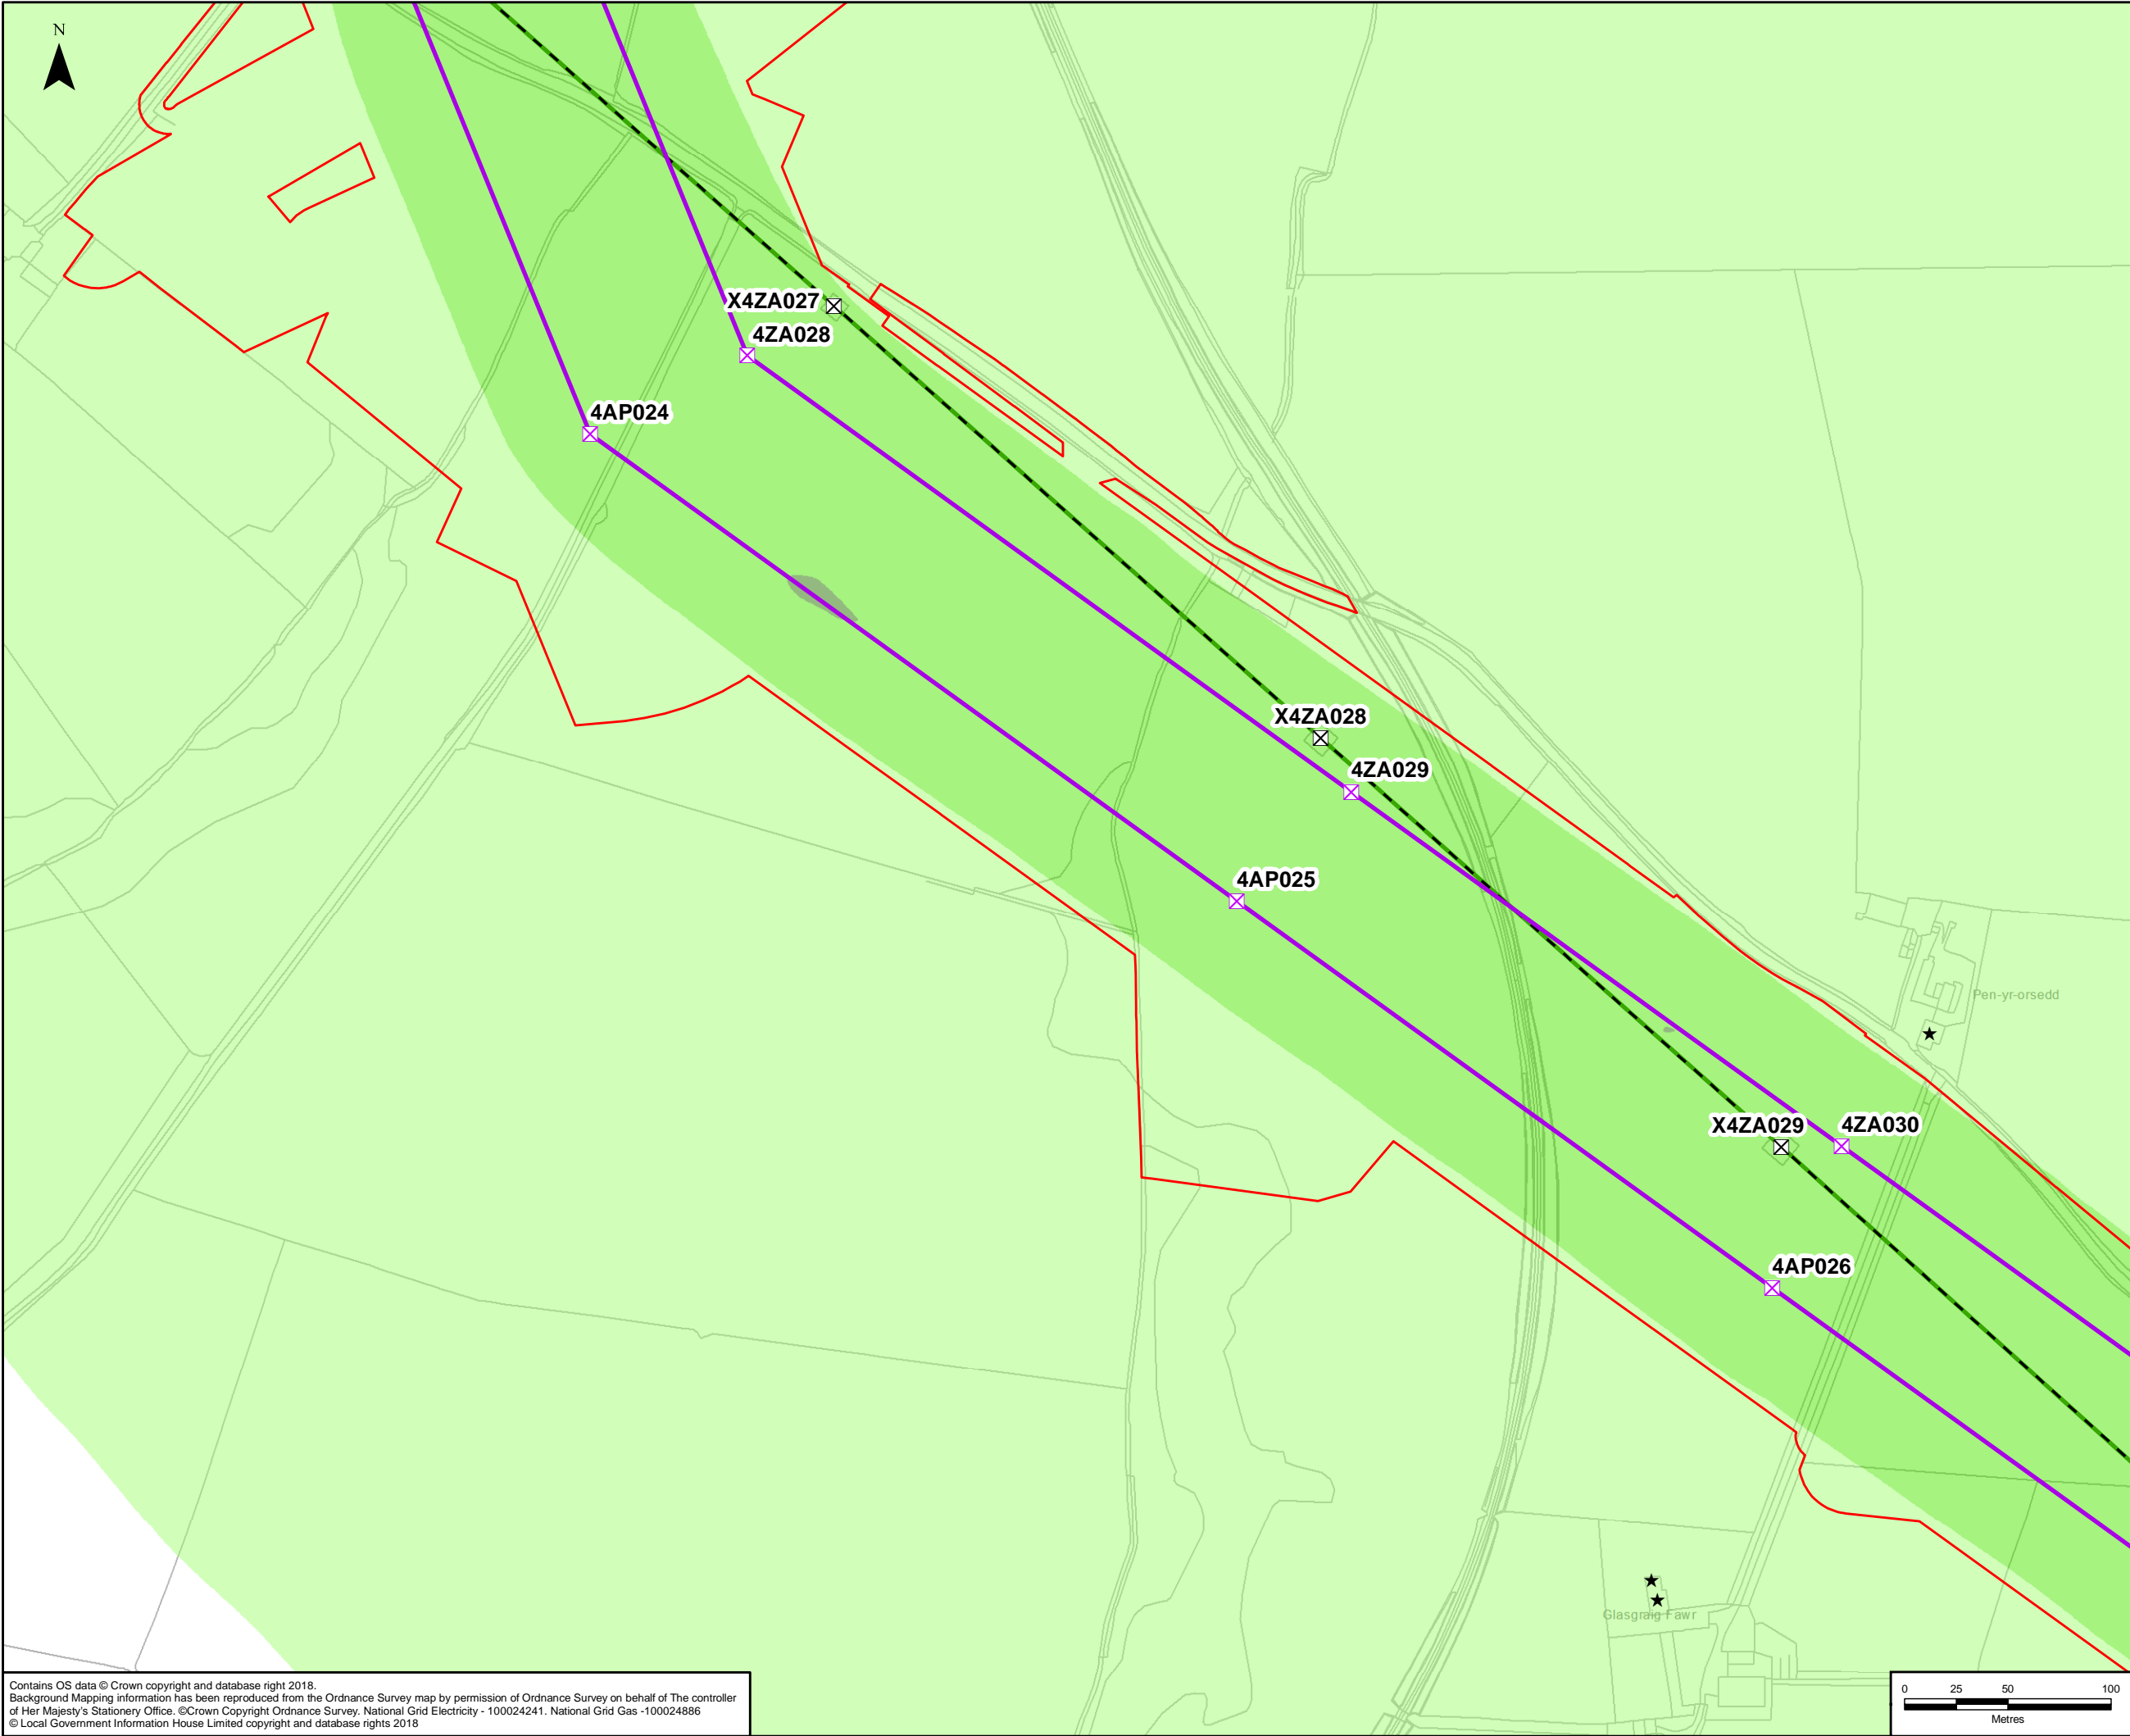 N
X4ZA027
4ZA028
4AP024
X4ZA028
4ZA029
4AP025
Pen-yr-orsedd
X4ZA029
4ZA030
4AP026
Glasgraig Fawr
Contains OS data © Crown copyright and database right 2018.
Background Mapping information has been reproduced from the Ordnance Survey map by permission of Ordnance Survey on behalf of The controller
of Her Majesty's Stationery Office. ©Crown Copyright Ordnance Survey. National Grid Electricity - 100024241. National Grid Gas -100024886
© Local Government Information House Limited copyright and database rights 2018
0 25 50 100
Metres